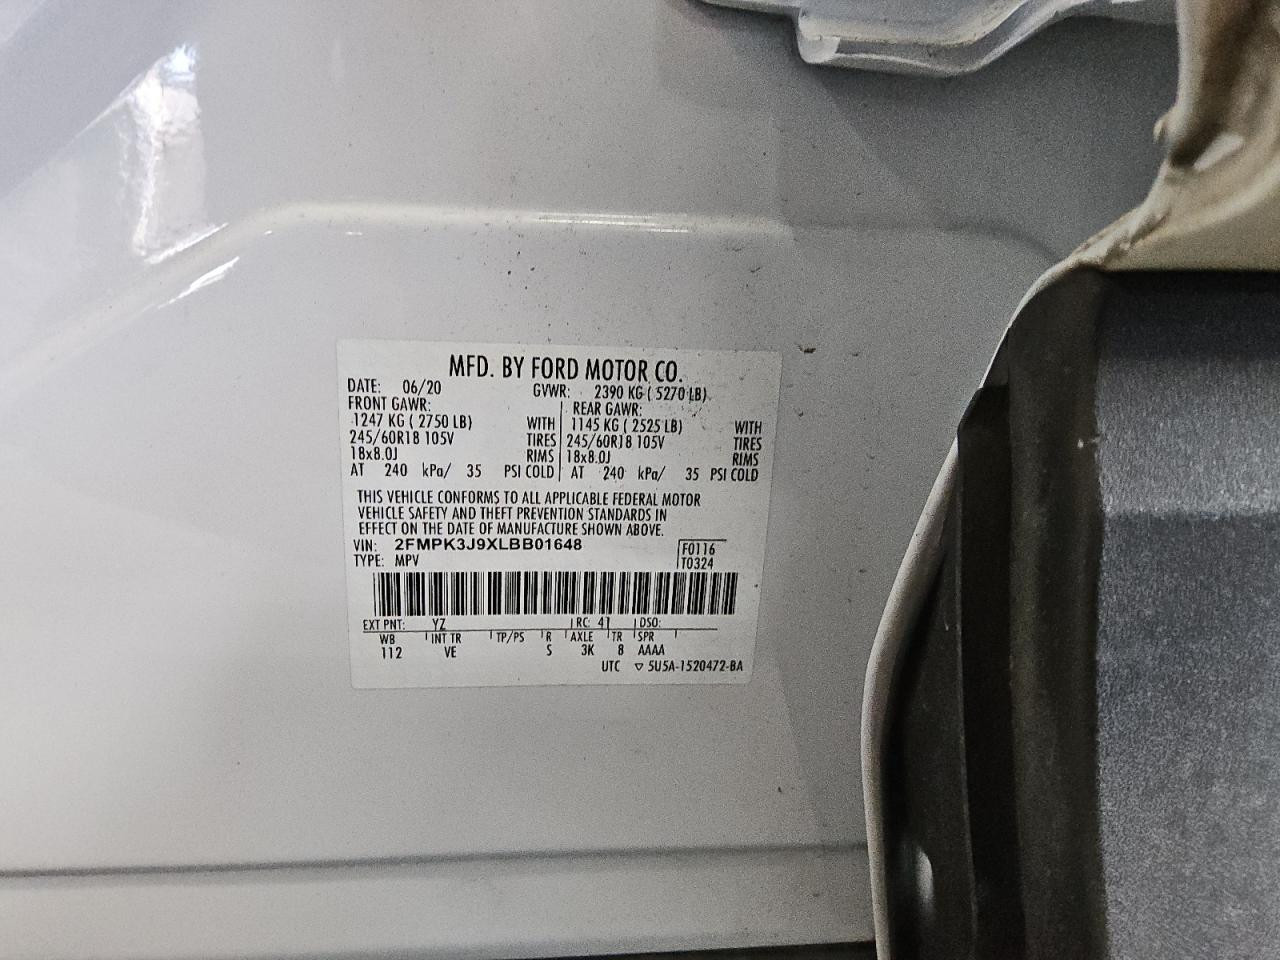 MFD. BY FORD MOTOR CO.
DATE: 06/20 GVWR: 2390 KG ( 5270 LB)
FRONT GAWR: REAR GAWR:
1247 KG ( 2750 LB) WITH 1145 KG ( 2525 LB) WITH
245/60R18 105V TIRES 245/60R18 105V TIRES
18x8.0J RIMS 18x8.0J RIMS
AT 240 kPa/ 35 PSI COLD AT 240 kPa/ 35 PSI COLD
THIS VEHICLE CONFORMS TO ALL APPLICABLE FEDERAL MOTOR
VEHICLE SAFETY AND THEFT PREVENTION STANDARDS IN
EFFECT ON THE DATE OF MANUFACTURE SHOWN ABOVE.
VIN: 2FMPK3J9XLBB01648 F0116
TYPE: MPV T0324
EXT PNT: YZ RC: 41 DSO:
WB INT TR TP/PS R AXLE TR SPR
112 VE S 3K 8 AAAA
UTC ▽ 5U5A-1520472-BA